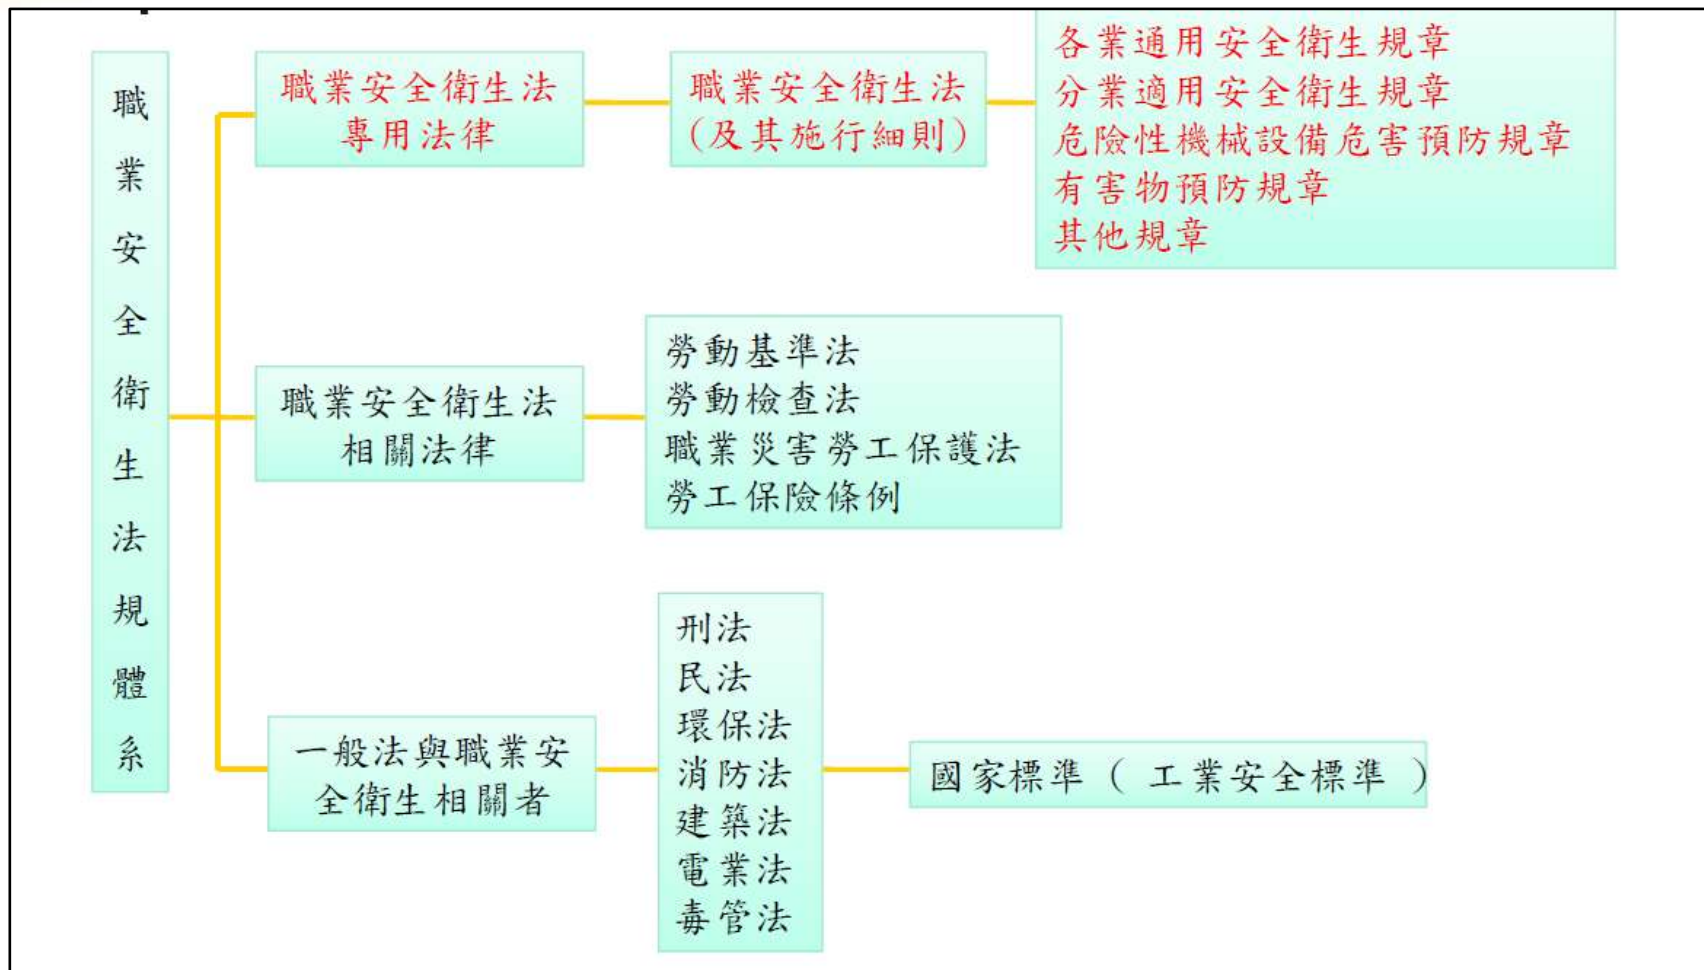 職業安全衛生法規體系
職業安全衛生法
專用法律
職業安全衛生法
(及其施行細則)
各業通用安全衛生規章
分業適用安全衛生規章
危險性機械設備危害預防規章
有害物預防規章
其他規章
職業安全衛生法
相關法律
勞動基準法
勞動檢查法
職業災害勞工保護法
勞工保險條例
一般法與職業安
全衛生相關者
刑法
民法
環保法
消防法
建築法
電業法
毒管法
國家標準 ( 工業安全標準 )